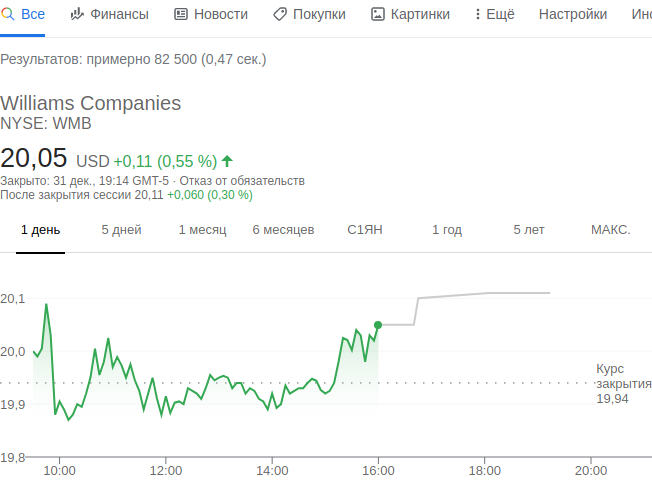 Все Финансы Новости Покупки Картинки Ещё Настройки Инс
Результатов: примерно 82 500 (0,47 сек.)
Williams Companies
NYSE: WMB
20,05 USD +0,11 (0,55 %)
Закрыто: 31 дек., 19:14 GMT-5 · Отказ от обязательств
После закрытия сессии 20,11 +0,060 (0,30 %)
1 день 5 дней 1 месяц 6 месяцев С1ЯН 1 год 5 лет МАКС.
20,1
20,0
Курс
закрытия
19,94
19,9
19,8
10:00 12:00 14:00 16:00 18:00 20:00